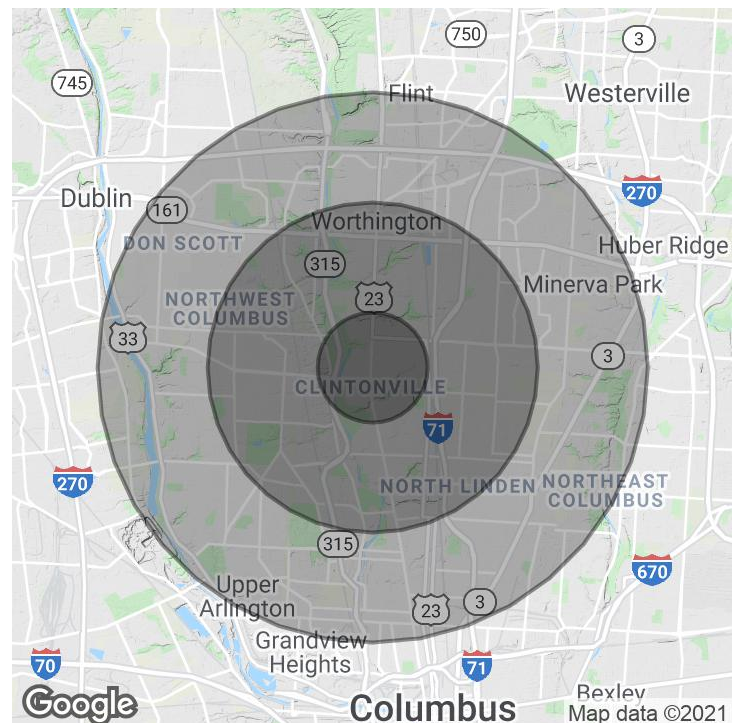 750
3
745
Flint
Westerville
270
Dublin
161
Worthington
DON SCOTT
Huber Ridge
315
Minerva Park
23
NORTHWEST
COLUMBUS
33
3
CLINTONVILLE
71
270
NORTH LINDEN
NORTHEAST
COLUMBUS
315
670
Upper
Arlington
23
3
Grandview
Heights
70
71
Bexley
Google
Columbus
Map data ©2021